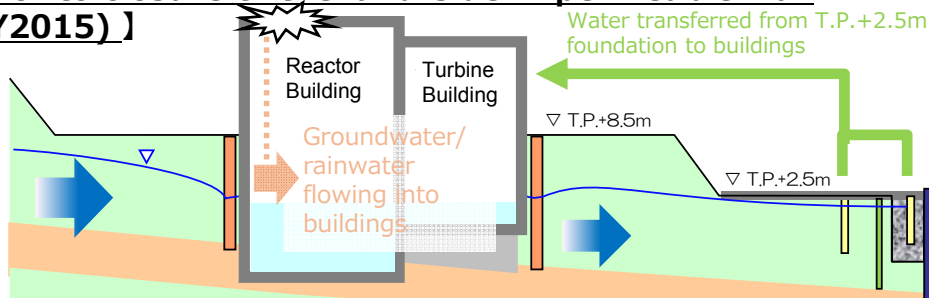 Y2015) 】
Water transferred from T.P.+2.5m
foundation to buildings
Reactor
Building
Turbine
Building
▽ T.P.+8.5m
Groundwater/
rainwater
flowing into
buildings
▽ T.P.+2.5m